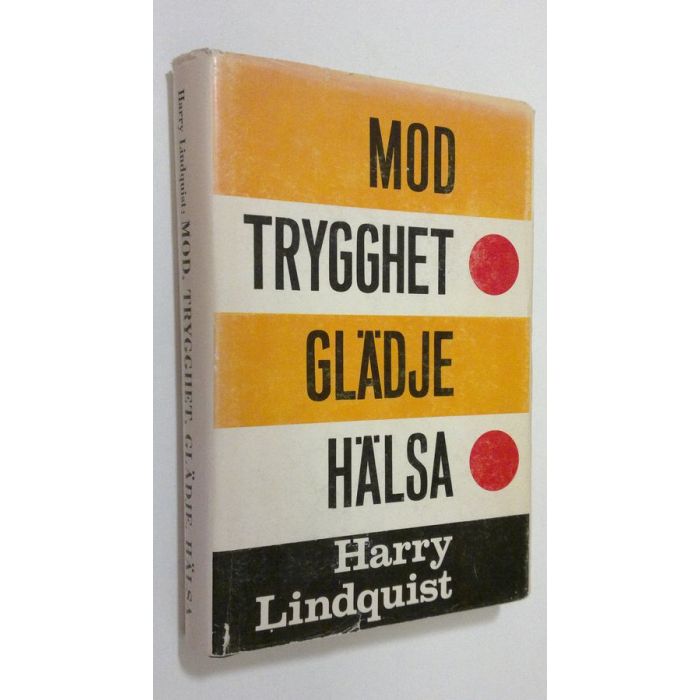 MOD
TRYGGHET
GLÄDJE
HÄLSA
Harry
Lindquist
Harry Lindquist: MOD. TRYGGHET. GLÄDJE. HÄLSA